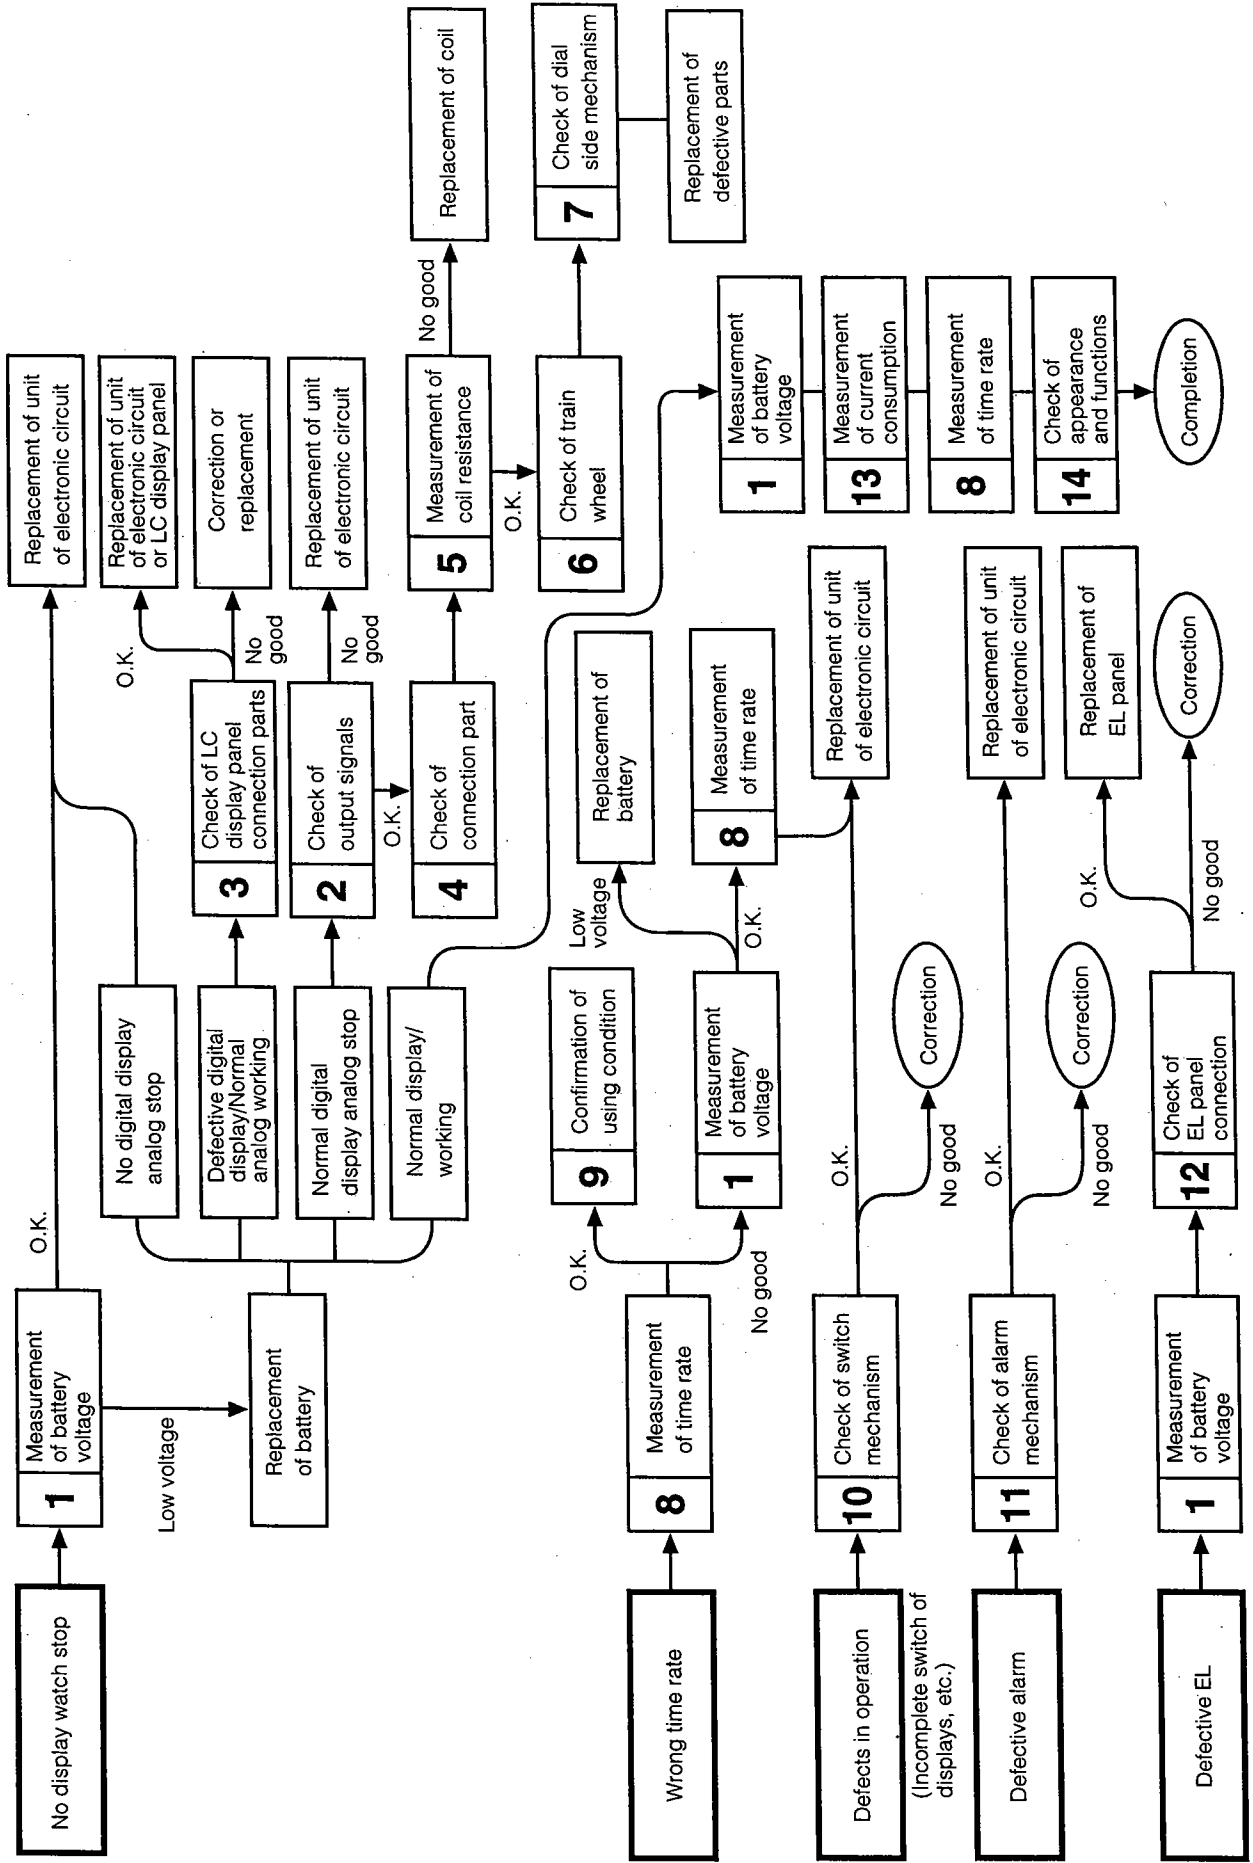 No display watch stop
1
Measurement
of battery
voltage
O.K.
Low voltage
Replacement
of battery
No digital display
analog stop
Defective digital
display/Normal
analog working
Normal digital
display analog stop
Normal display/
working
3
Check of LC
display panel
connection parts
O.K.
No
good
2
Check of
output signals
No
good
O.K.
4
Check of
connection part
Replacement of unit
of electronic circuit
Replacement of unit
of electronic circuit
or LC display panel
Correction or
replacement
Replacement of unit
of electronic circuit
5
Measurement of
coil resistance
No good
Replacement of coil
O.K.
6
Check of train
wheel
7
Check of dial
side mechanism
Replacement of
defective parts
1
Measurement
of battery
voltage
13
Measurement
of current
consumption
8
Measurement
of time rate
14
Check of
appearance
and functions
Completion
Wrong time rate
8
Measurement
of time rate
O.K.
No good
9
Confirmation of
using condition
1
Measurement
of battery
voltage
Low
voltage
O.K.
Replacement of
battery
8
Measurement
of time rate
Defects in operation
(Incomplete switch of
displays, etc.)
10
Check of switch
mechanism
O.K.
No good
Correction
Replacement of unit
of electronic circuit
Defective alarm
11
Check of alarm
mechanism
O.K.
No good
Correction
Replacement of unit
of electronic circuit
Defective EL
1
Measurement
of battery
voltage
12
Check of
EL panel
connection
O.K.
No good
Replacement of
EL panel
Correction